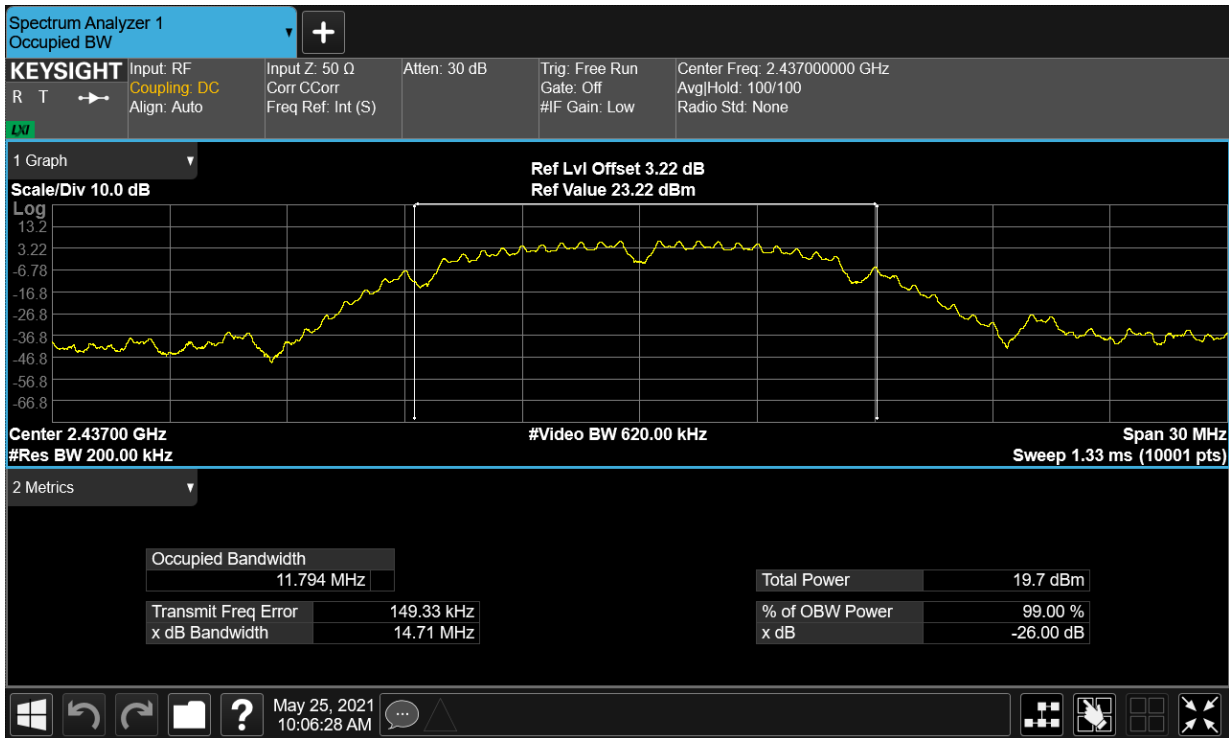 Spectrum Analyzer 1
Occupied BW
▼
+
KEYSIGHT
R T
LXI
Input: RF
Coupling: DC
Align: Auto
Input Z: 50 Ω
Corr CCorr
Freq Ref: Int (S)
Atten: 30 dB
Trig: Free Run
Gate: Off
#IF Gain: Low
Center Freq: 2.437000000 GHz
Avg|Hold: 100/100
Radio Std: None
1 Graph ▼
Scale/Div 10.0 dB
Ref Lvl Offset 3.22 dB
Ref Value 23.22 dBm
Log
13.2
3.22
-6.78
-16.8
-26.8
-36.8
-46.8
-56.8
-66.8
Center 2.43700 GHz
#Res BW 200.00 kHz
#Video BW 620.00 kHz
Span 30 MHz
Sweep 1.33 ms (10001 pts)
2 Metrics ▼
Occupied Bandwidth
11.794 MHz
Transmit Freq Error 149.33 kHz
x dB Bandwidth 14.71 MHz
Total Power 19.7 dBm
% of OBW Power 99.00 %
x dB -26.00 dB
?
May 25, 2021
10:06:28 AM